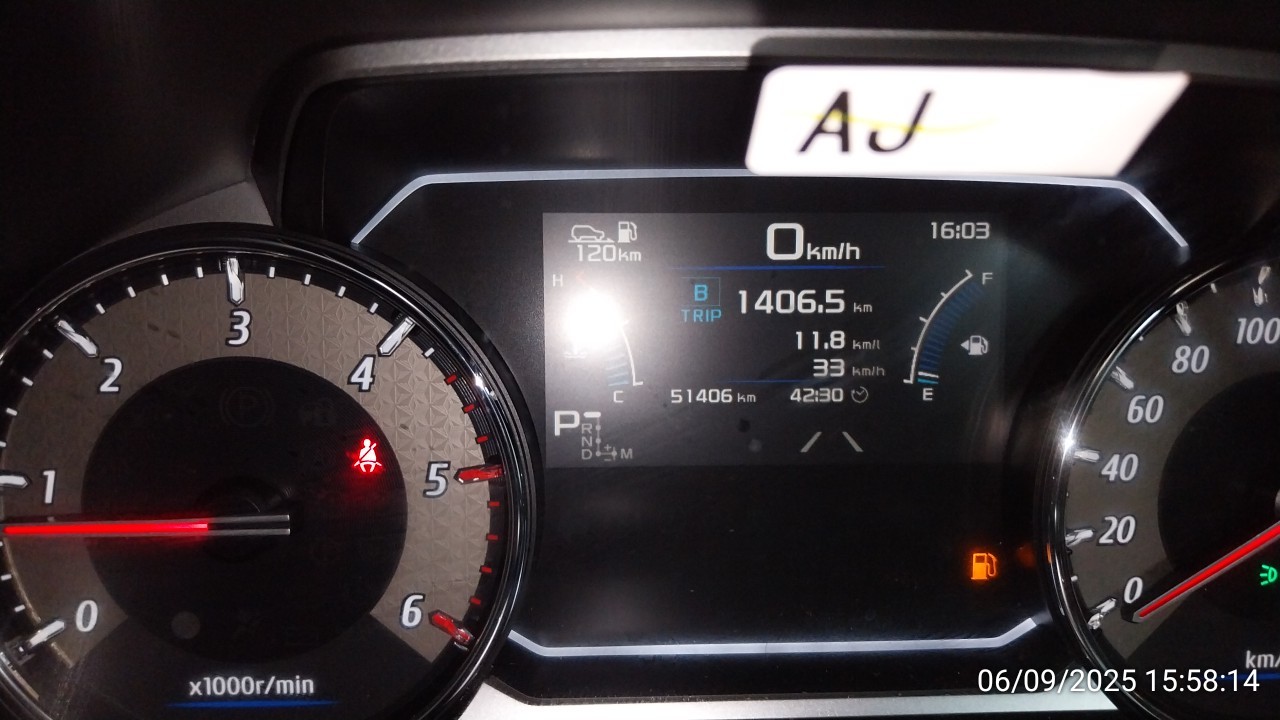 AJ
120km
0km/h
16:03
H
F
B
TRIP
1406.5 km
11.8 km/l
33 km/h
C
51406 km
42:30
E
P
R
N
D
+
-
M
0
1
2
3
4
5
6
x1000r/min
0
20
40
60
80
100
km/
06/09/2025 15:58:14